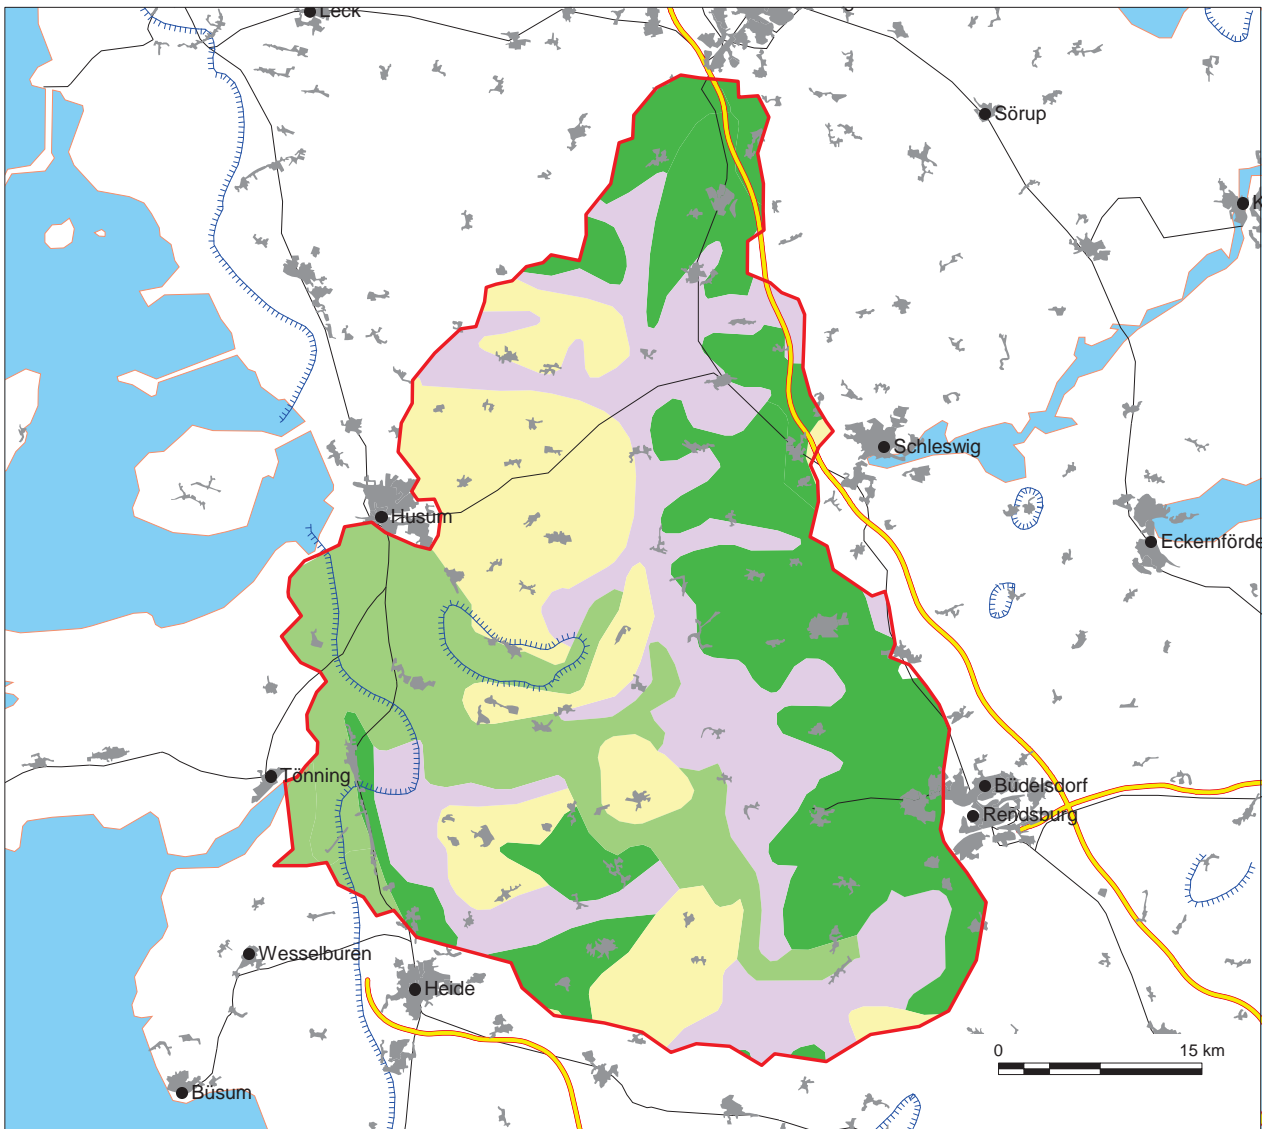 Leck
Sörup
K
Schleswig
Husum
Eckernförde
Tönning
Büdelsdorf
Rendsburg
Wesselburen
Heide
0 15 km
Büsum